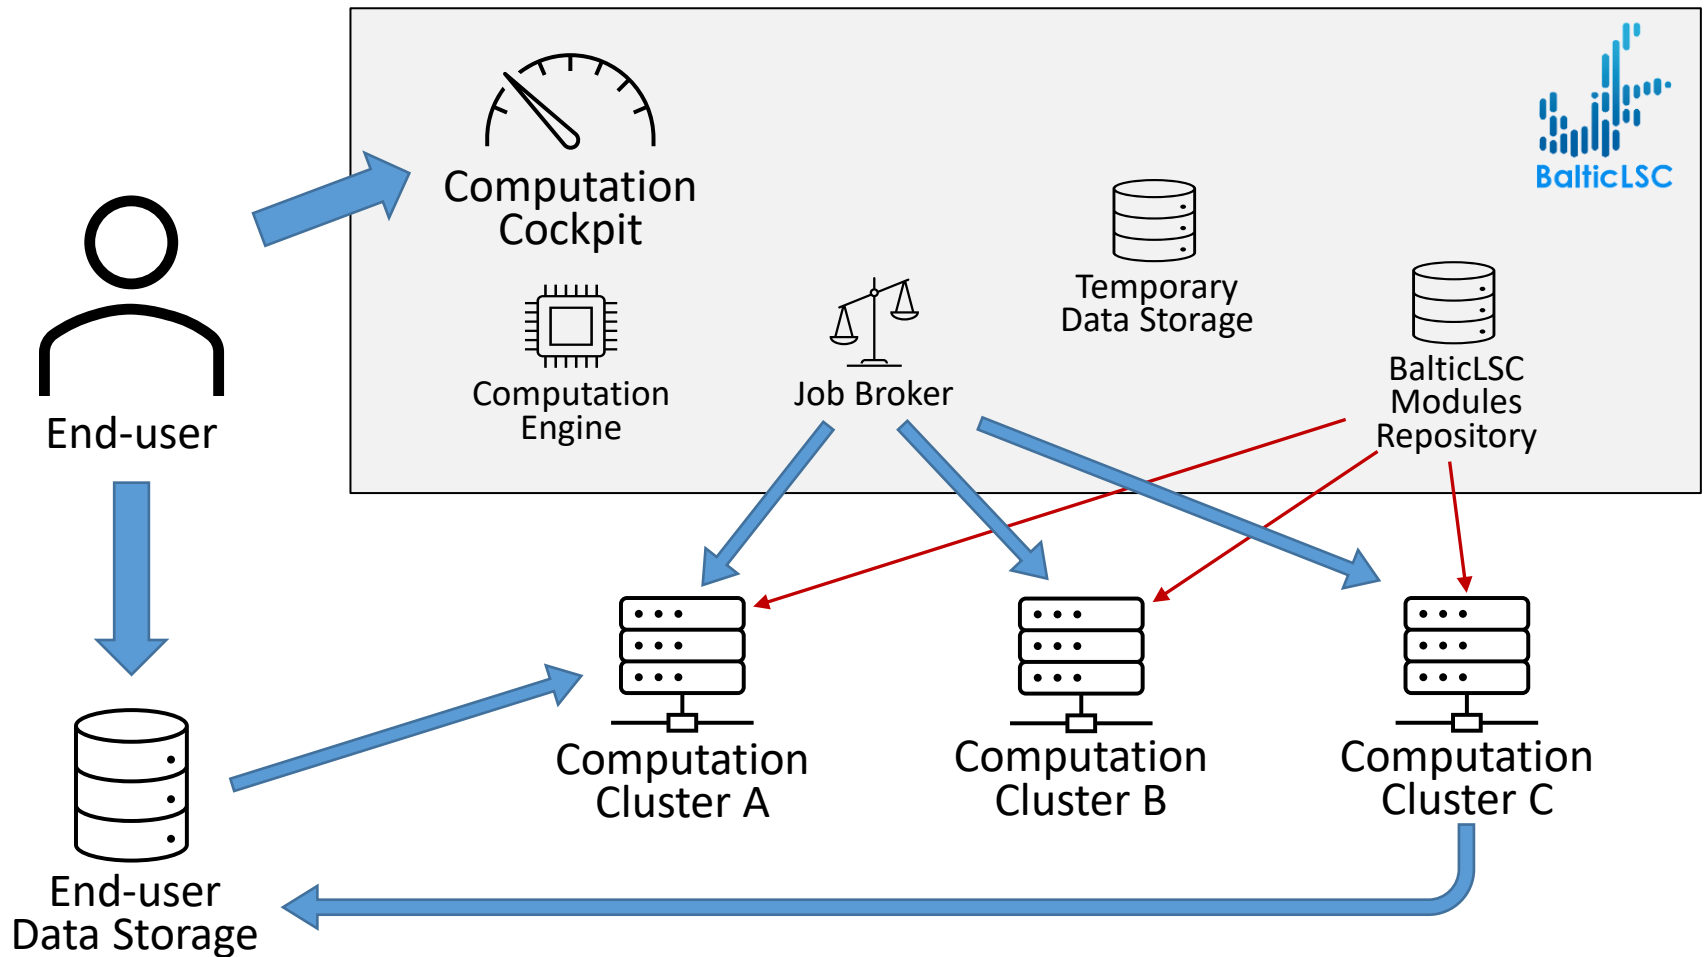 BalticLSC
Computation
Cockpit
Temporary
Data Storage
BalticLSC
Modules
Repository
Computation
Engine
Job Broker
End-user
Computation
Cluster A
Computation
Cluster B
Computation
Cluster C
End-user
Data Storage